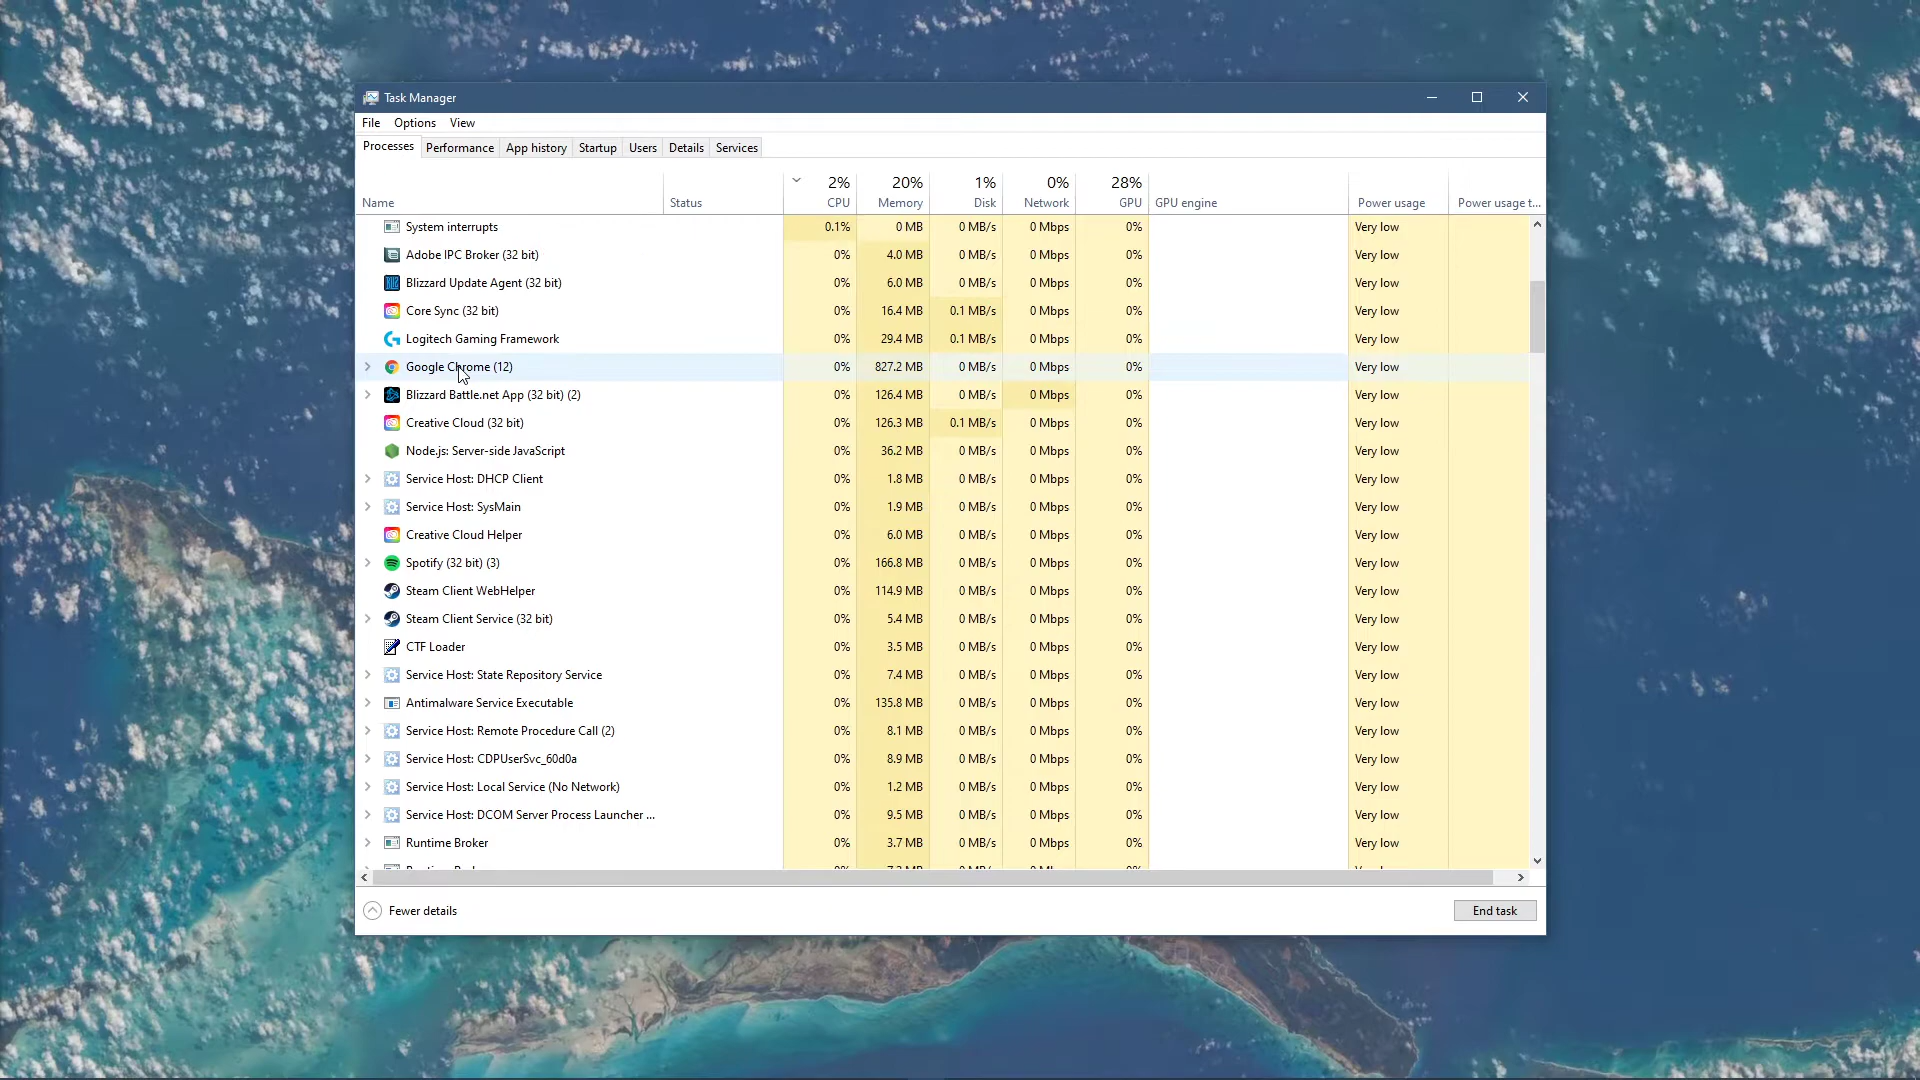 Task Manager
File Options View
Processes Performance App history Startup Users Details Services
2% 20% 1% 0% 28%
Name Status CPU Memory Disk Network GPU GPU engine Power usage Power usage t...
System interrupts 0.1% 0 MB 0 MB/s 0 Mbps 0% Very low
Adobe IPC Broker (32 bit) 0% 4.0 MB 0 MB/s 0 Mbps 0% Very low
Blizzard Update Agent (32 bit) 0% 6.0 MB 0 MB/s 0 Mbps 0% Very low
Core Sync (32 bit) 0% 16.4 MB 0.1 MB/s 0 Mbps 0% Very low
Logitech Gaming Framework 0% 29.4 MB 0.1 MB/s 0 Mbps 0% Very low
Google Chrome (12) 0% 827.2 MB 0 MB/s 0 Mbps 0% Very low
Blizzard Battle.net App (32 bit) (2) 0% 126.4 MB 0 MB/s 0 Mbps 0% Very low
Creative Cloud (32 bit) 0% 126.3 MB 0.1 MB/s 0 Mbps 0% Very low
Node.js: Server-side JavaScript 0% 36.2 MB 0 MB/s 0 Mbps 0% Very low
Service Host: DHCP Client 0% 1.8 MB 0 MB/s 0 Mbps 0% Very low
Service Host: SysMain 0% 1.9 MB 0 MB/s 0 Mbps 0% Very low
Creative Cloud Helper 0% 6.0 MB 0 MB/s 0 Mbps 0% Very low
Spotify (32 bit) (3) 0% 166.8 MB 0 MB/s 0 Mbps 0% Very low
Steam Client WebHelper 0% 114.9 MB 0 MB/s 0 Mbps 0% Very low
Steam Client Service (32 bit) 0% 5.4 MB 0 MB/s 0 Mbps 0% Very low
CTF Loader 0% 3.5 MB 0 MB/s 0 Mbps 0% Very low
Service Host: State Repository Service 0% 7.4 MB 0 MB/s 0 Mbps 0% Very low
Antimalware Service Executable 0% 135.8 MB 0 MB/s 0 Mbps 0% Very low
Service Host: Remote Procedure Call (2) 0% 8.1 MB 0 MB/s 0 Mbps 0% Very low
Service Host: CDPUserSvc_60d0a 0% 8.9 MB 0 MB/s 0 Mbps 0% Very low
Service Host: Local Service (No Network) 0% 1.2 MB 0 MB/s 0 Mbps 0% Very low
Service Host: DCOM Server Process Launcher ... 0% 9.5 MB 0 MB/s 0 Mbps 0% Very low
Runtime Broker 0% 3.7 MB 0 MB/s 0 Mbps 0% Very low
Fewer details End task